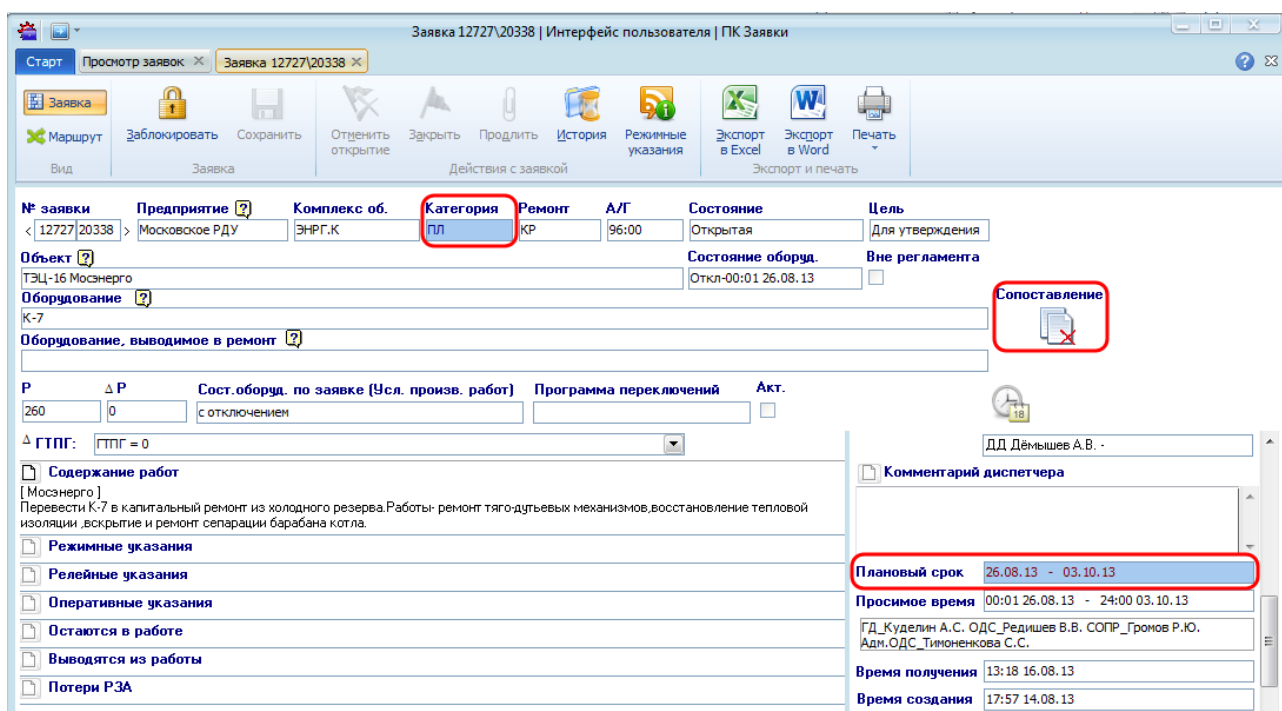 Заявка 12727\20338 | Интерфейс пользователя | ПК Заявки
Старт Просмотр заявок Заявка 12727\20338
Заявка
Маршрут
Заблокировать Сохранить Отменить открытие Закрыть Продлить История Режимные указания Экспорт в Excel Экспорт в Word Печать
Вид Заявка Действия с заявкой Экспорт и печать
№ заявки Предприятие Комплекс об. Категория Ремонт А/Г Состояние Цель
< 12727 20338 > Московское РДУ ЭНРГ.К ПЛ КР 96:00 Открытая Для утверждения
Объект Состояние оборуд. Вне регламента
ТЭЦ-16 Мосэнерго Откл-00:01 26.08.13
Оборудование Сопоставление
К-7
Оборудование, выводимое в ремонт
Р Δ Р Сост.оборуд. по заявке (Усл. произв. работ) Программа переключений Акт.
260 0 с отключением
18
Δ ГТПГ: ГТПГ = 0
ДД Дёмышев А.В. -
Содержание работ
[ Мосэнерго ]
Перевести К-7 в капитальный ремонт из холодного резерва.Работы- ремонт тяго-дутьевых механизмов,восстановление тепловой
изоляции ,вскрытие и ремонт сепарации барабана котла.
Режимные указания
Релейные указания
Оперативные указания
Остаются в работе
Выводятся из работы
Потери РЗА
Комментарий диспетчера
Плановый срок 26.08.13 - 03.10.13
Просимое время 00:01 26.08.13 - 24:00 03.10.13
ГД_Куделин А.С. ОДС_Редишев В.В. СОПР_Громов Р.Ю.
Адм.ОДС_Тимоненкова С.С.
Время получения 13:18 16.08.13
Время создания 17:57 14.08.13